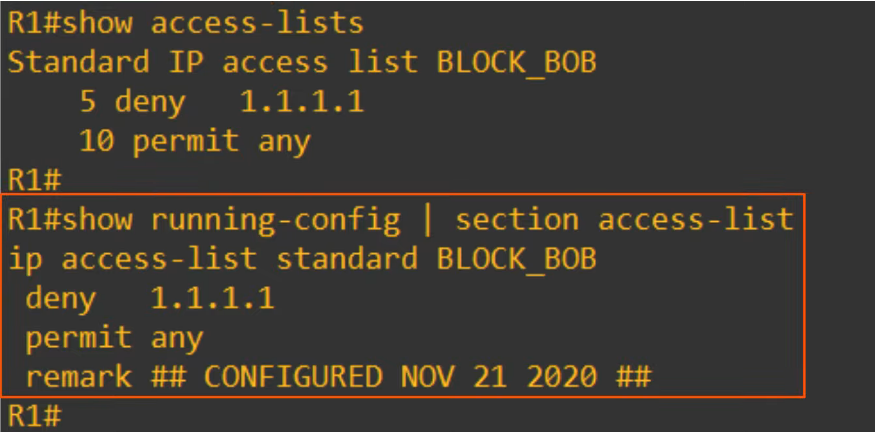 R1#show access-lists
Standard IP access list BLOCK_BOB
    5 deny   1.1.1.1
    10 permit any
R1#
R1#show running-config | section access-list
ip access-list standard BLOCK_BOB
 deny   1.1.1.1
 permit any
 remark ## CONFIGURED NOV 21 2020 ##
R1#